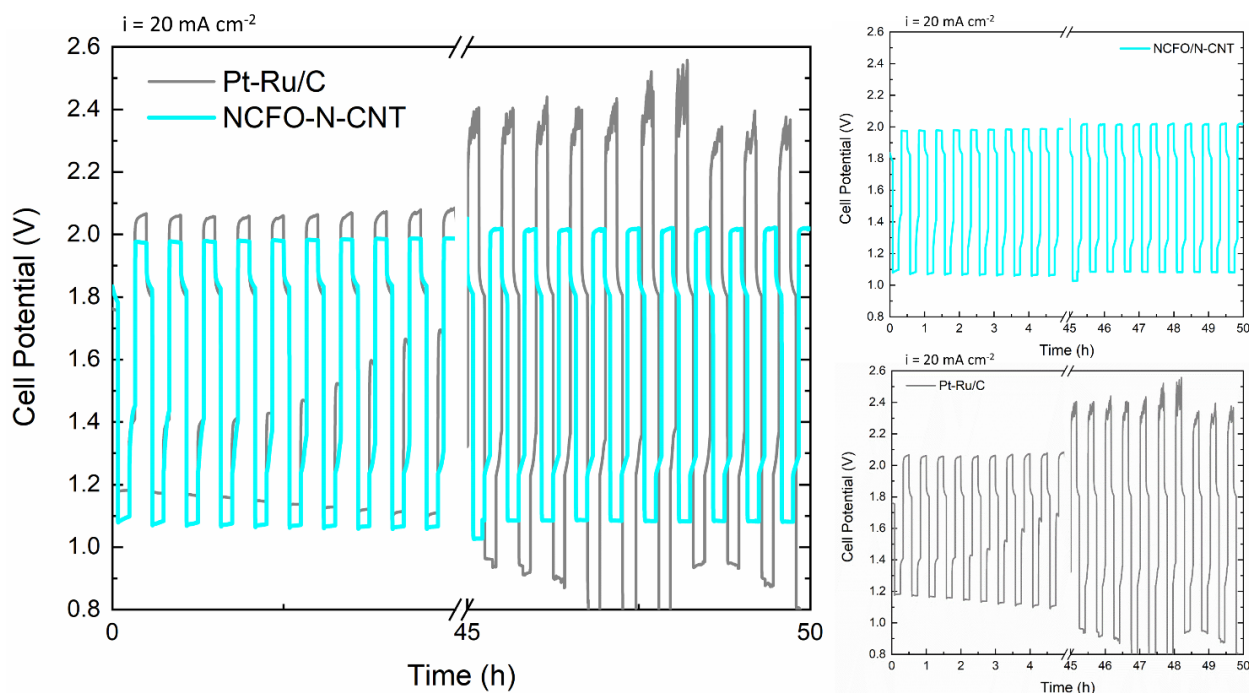 i = 20 mA cm-2
2.6
2.4
2.2
2.0
1.8
1.6
1.4
1.2
1.0
0.8
Cell Potential (V)
Pt-Ru/C
NCFO-N-CNT
0 45 50
Time (h)
i = 20 mA cm-2
2.6
2.4
2.2
2.0
1.8
1.6
1.4
1.2
1.0
0.8
Cell Potential (V)
NCFO/N-CNT
0 1 2 3 4 45 46 47 48 49 50
Time (h)
i = 20 mA cm-2
2.6
2.4
2.2
2.0
1.8
1.6
1.4
1.2
1.0
0.8
Cell Potential (V)
Pt-Ru/C
0 1 2 3 4 45 46 47 48 49 50
Time (h)